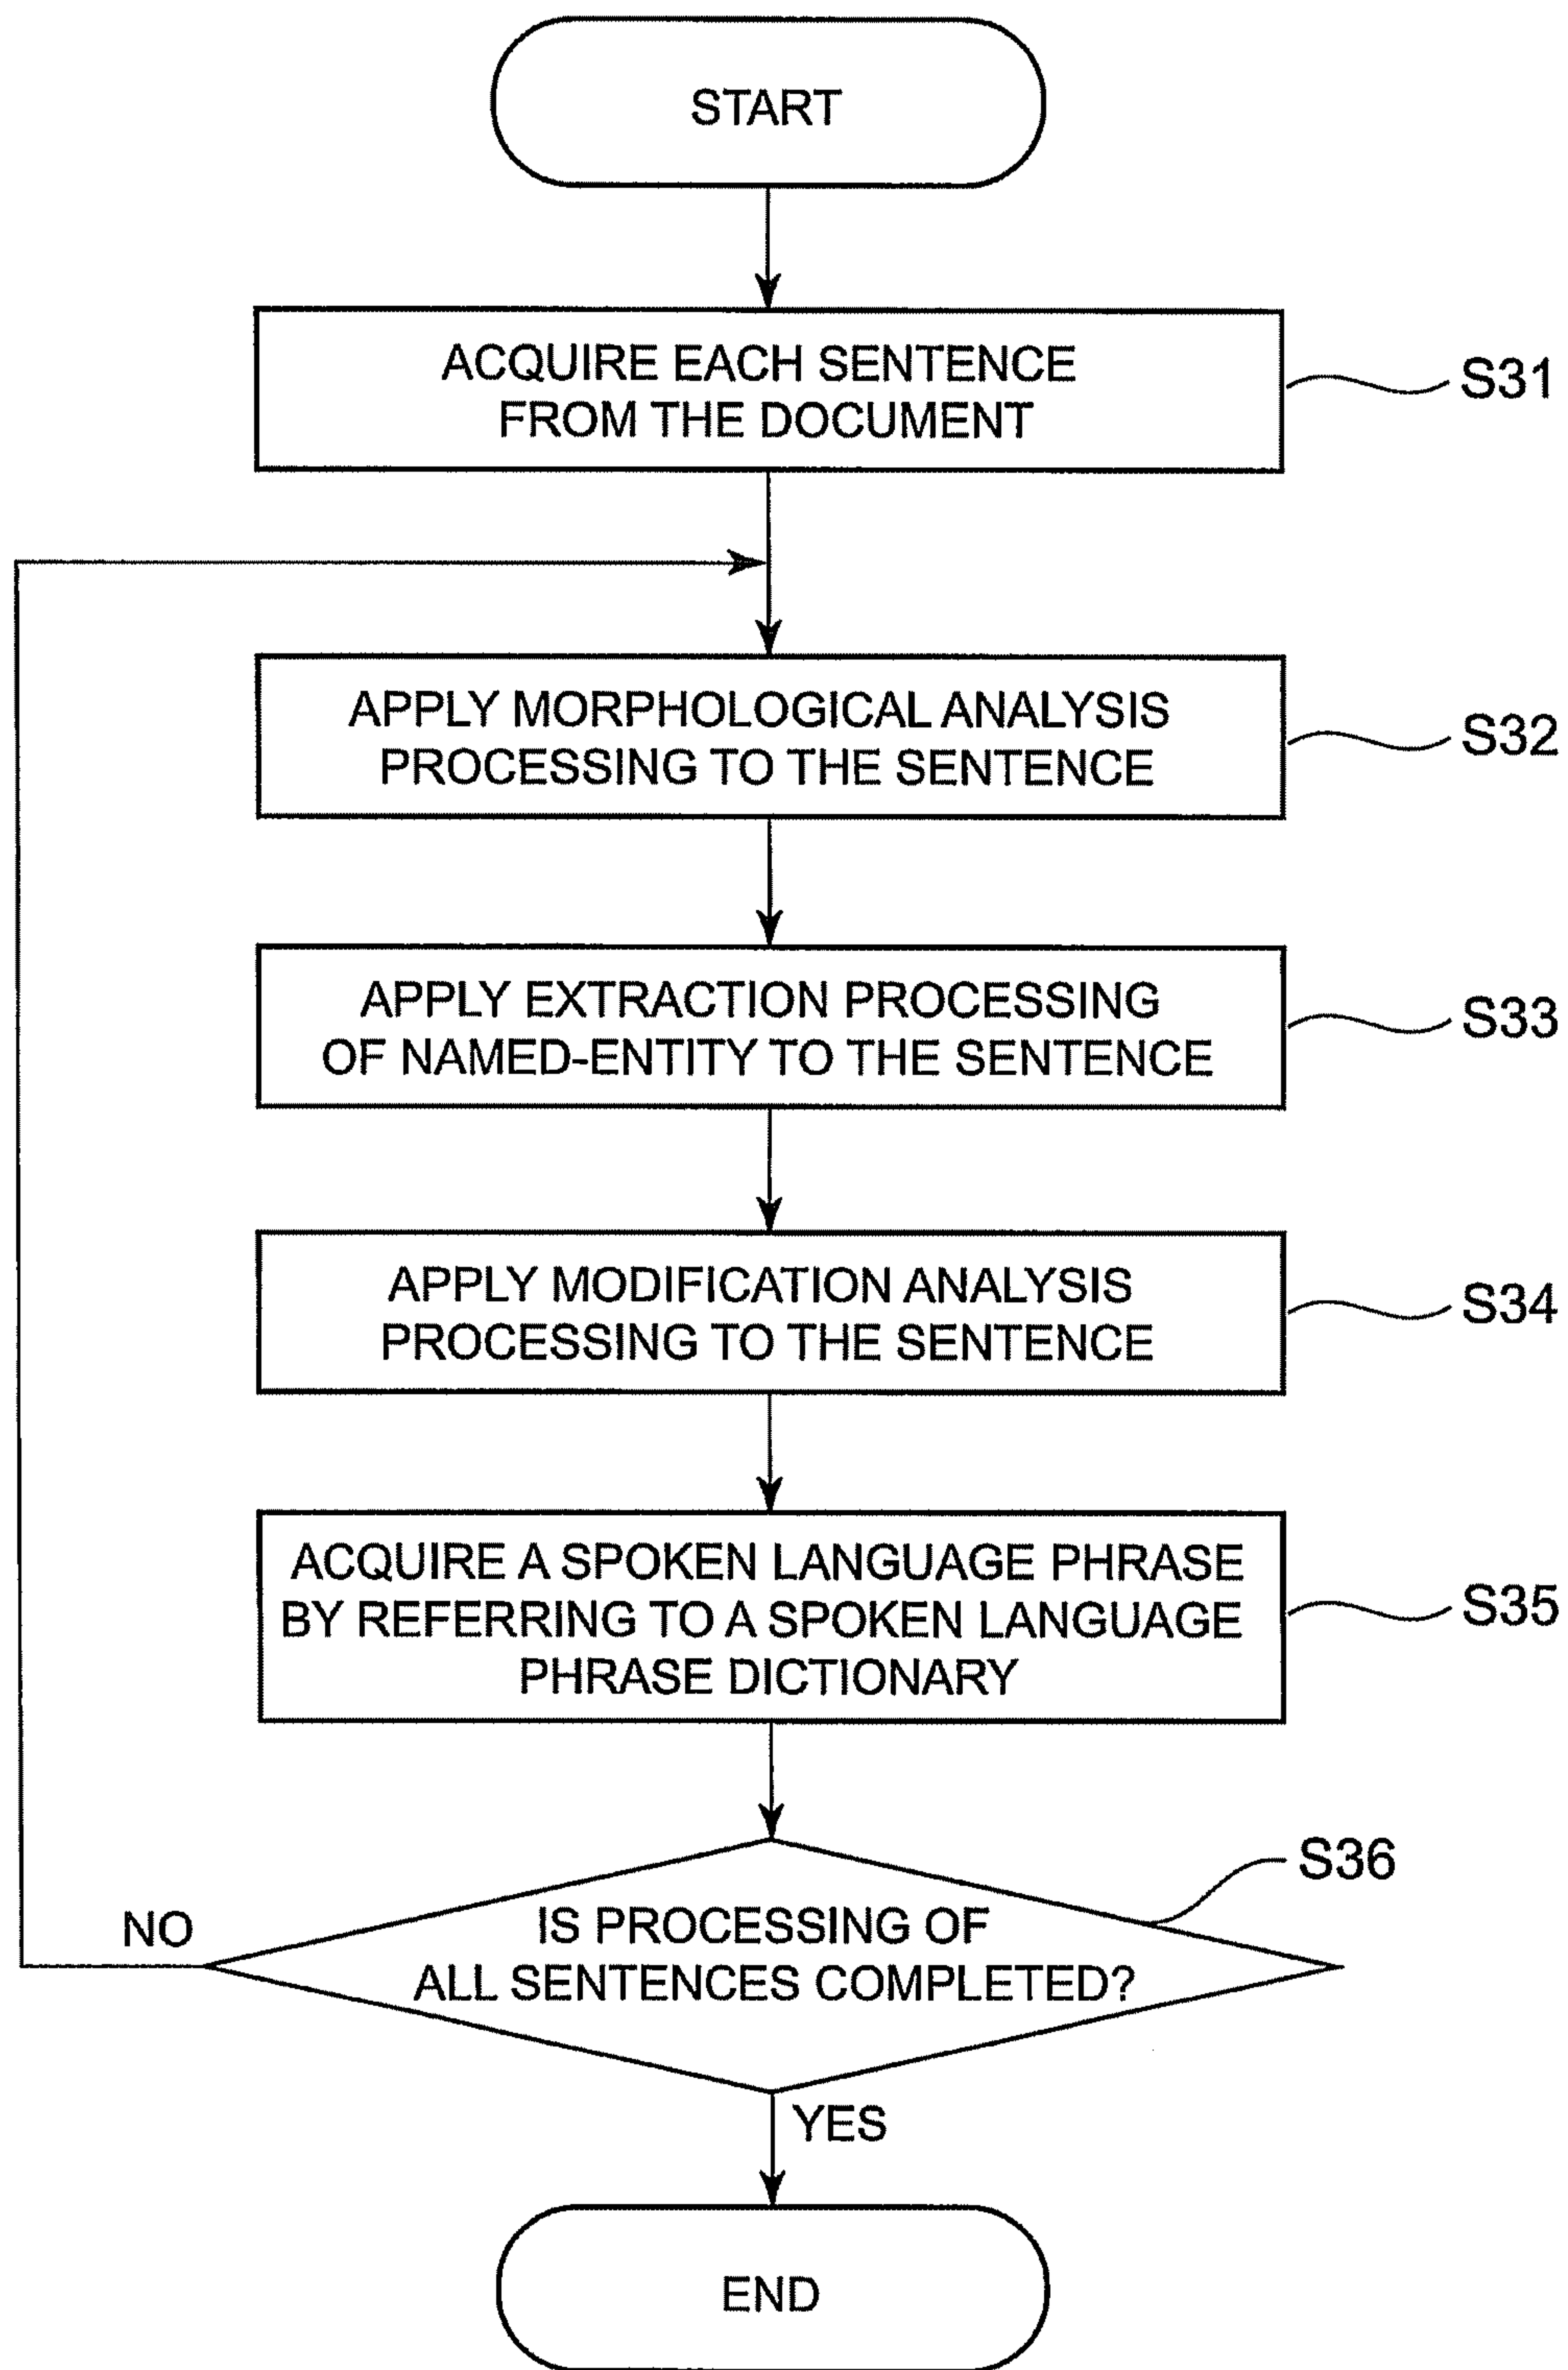 START
ACQUIRE EACH SENTENCE
FROM THE DOCUMENT
S31
APPLY MORPHOLOGICAL ANALYSIS
PROCESSING TO THE SENTENCE
S32
APPLY EXTRACTION PROCESSING
OF NAMED-ENTITY TO THE SENTENCE
S33
APPLY MODIFICATION ANALYSIS
PROCESSING TO THE SENTENCE
S34
ACQUIRE A SPOKEN LANGUAGE PHRASE
BY REFERRING TO A SPOKEN LANGUAGE
PHRASE DICTIONARY
S35
S36
NO
IS PROCESSING OF
ALL SENTENCES COMPLETED?
YES
END